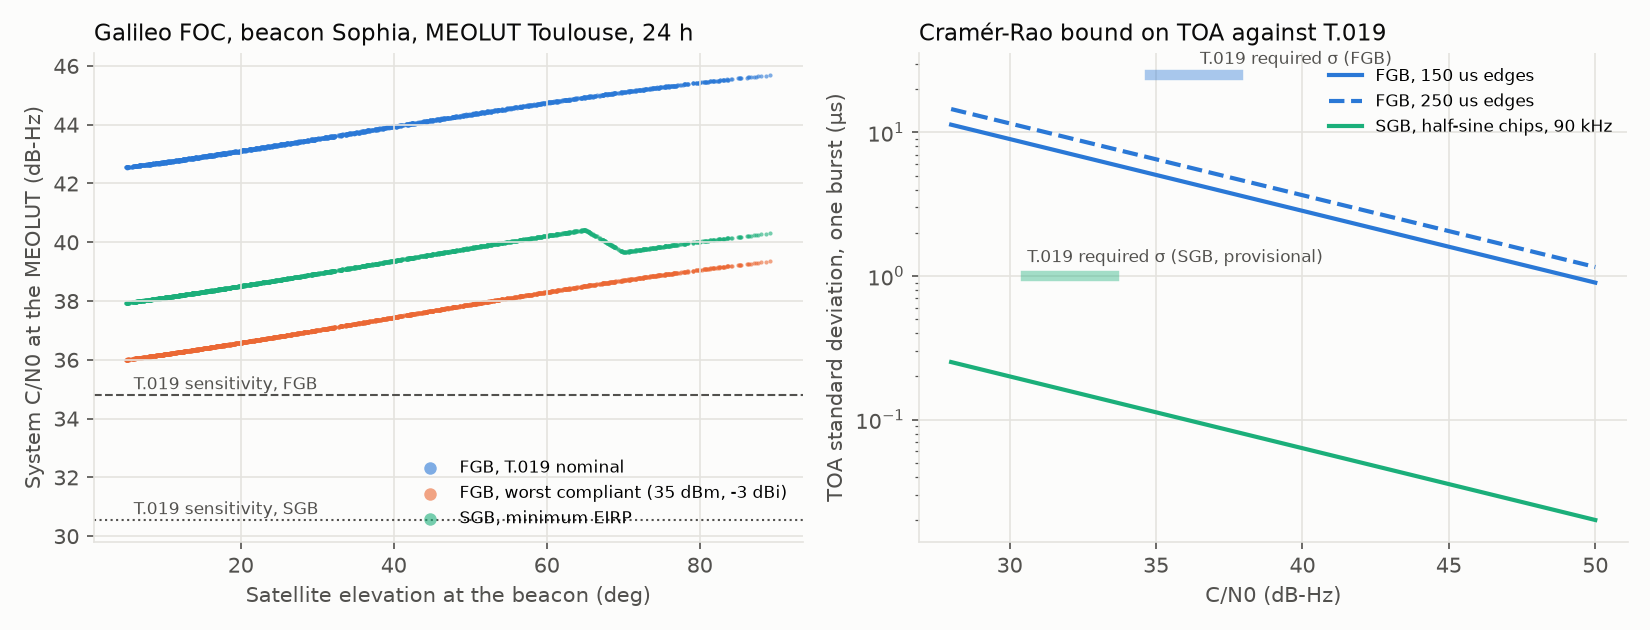 Galileo FOC, beacon Sophia, MEOLUT Toulouse, 24 h
System C/N0 at the MEOLUT (dB-Hz)
46
44
42
40
38
36
34
32
30
T.019 sensitivity, FGB
T.019 sensitivity, SGB
FGB, T.019 nominal
FGB, worst compliant (35 dBm, -3 dBi)
SGB, minimum EIRP
20
40
60
80
Satellite elevation at the beacon (deg)
Cramér-Rao bound on TOA against T.019
TOA standard deviation, one burst (µs)
10¹
10⁰
10⁻¹
T.019 required σ (FGB)
FGB, 150 us edges
FGB, 250 us edges
SGB, half-sine chips, 90 kHz
T.019 required σ (SGB, provisional)
30
35
40
45
50
C/N0 (dB-Hz)